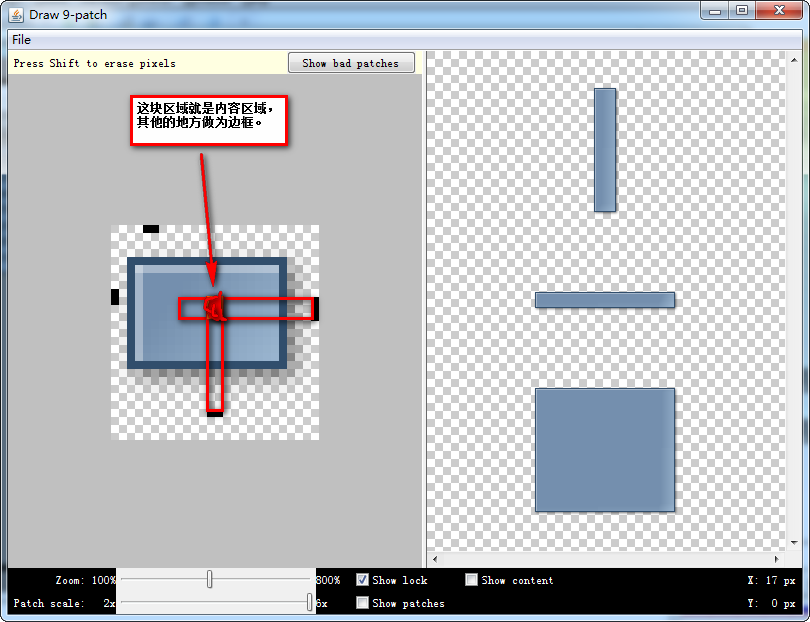 Draw 9-patch
File
Press Shift to erase pixels
Show bad patches
这块区域就是内容区域，
其他的地方做为边框。
Zoom: 100%
800%
Show lock
Show content
X: 17 px
Patch scale: 2x
6x
Show patches
Y: 0 px